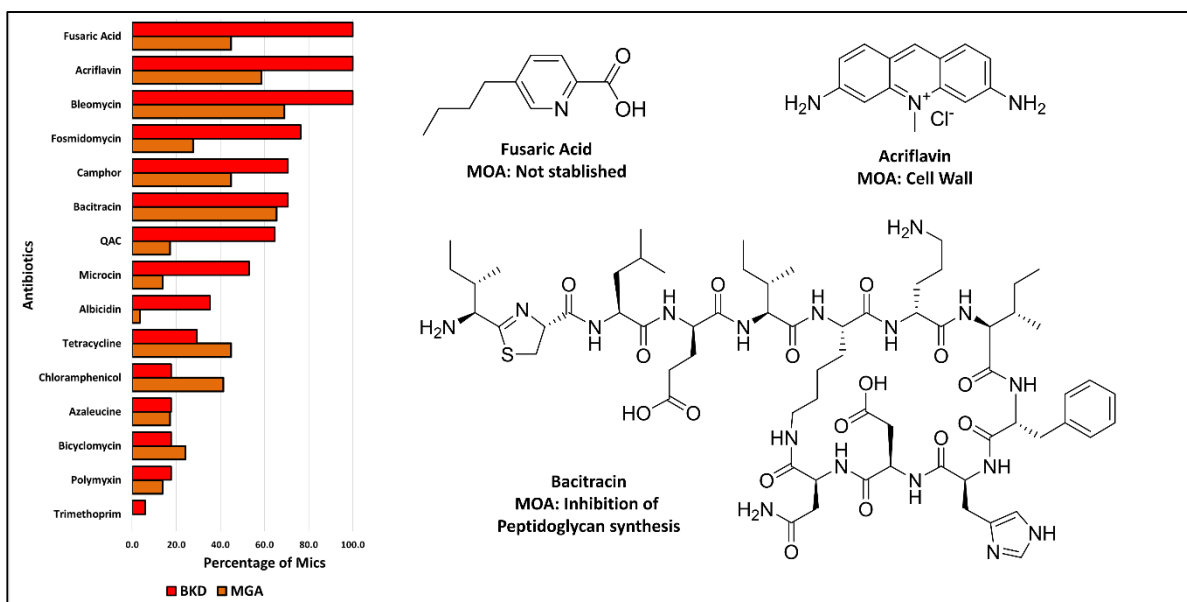 Antibiotics
Fusaric Acid
Acriflavin
Bleomycin
Fosmidomycin
Camphor
Bacitracin
QAC
Microcin
Albicidin
Tetracycline
Chloramphenicol
Azaleucine
Bicyclomycin
Polymyxin
Trimethoprim
0.0 20.0 40.0 60.0 80.0 100.0
Percentage of Mics
BKD MGA
O
OH
N
Fusaric Acid
MOA: Not stablished
H₂N N⁺ NH₂
Cl⁻
Acriflavin
MOA: Cell Wall
H₂N
H₂N N O H N O H N O H N O H N O H N O H N
S
O N H O N H O N H
HO O
HO O
O
NH
O
NH
O
NH
O H N O N H O
H₂N
O
N NH
Bacitracin
MOA: Inhibition of
Peptidoglycan synthesis